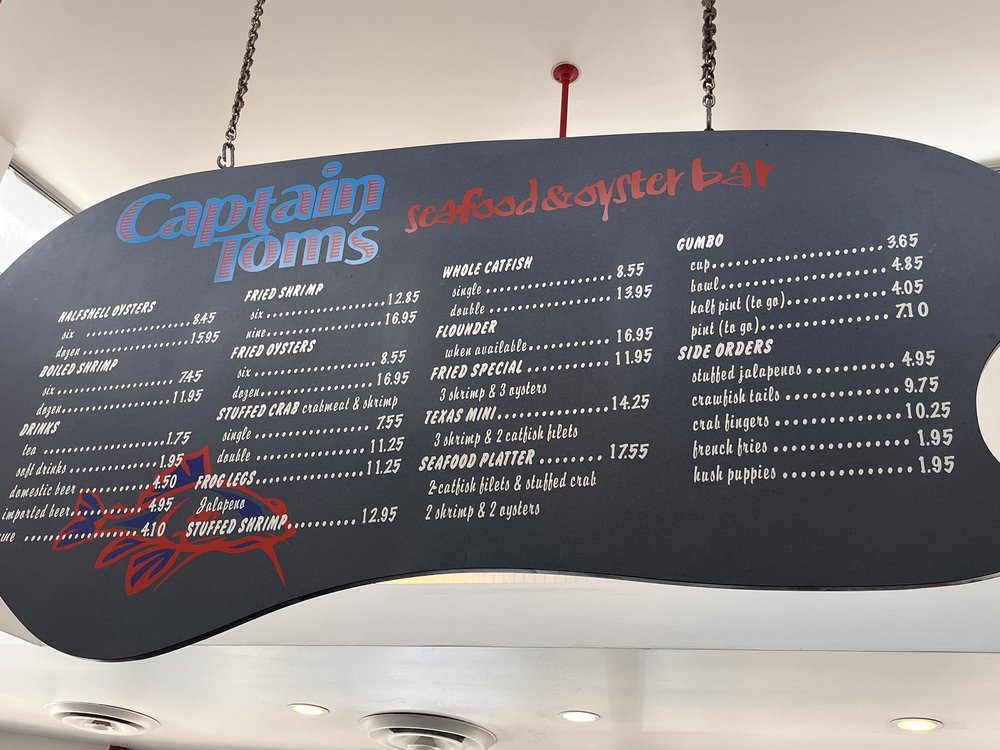 Captain
Tom's
seafood & oyster bar
HALFSHELL OYSTERS
six ..................8.45
dozen..................15.95
BOILED SHRIMP
six ..................7.45
dozen..................11.95
DRINKS
tea ..................1.75
soft drinks ..................1.95
domestic beer..................4.50
imported beer..................4.95
..................4.10
FRIED SHRIMP
six..................12.85
nine..................16.95
FRIED OYSTERS
six ..................8.55
dozen..................16.95
STUFFED CRAB crabmeat & shrimp
single ..................7.55
double ..................11.25
FROG LEGS..................11.25
Jalapeno
STUFFED SHRIMP..................12.95
WHOLE CATFISH
single ..................8.55
double ..................13.95
FLOUNDER
when available..................16.95
FRIED SPECIAL..................11.95
3 shrimp & 3 oysters
TEXAS MINI..................14.25
3 shrimp & 2 catfish filets
SEAFOOD PLATTER ........17.55
2-catfish filets & stuffed crab
2 shrimp & 2 oysters
GUMBO
cup..................3.65
bowl..................4.85
half pint (to go)..................4.05
pint (to go)..................7.10
SIDE ORDERS
stuffed jalapenos ..................4.95
crawfish tails ..................9.75
crab fingers ..................10.25
french fries ..................1.95
hush puppies ..................1.95